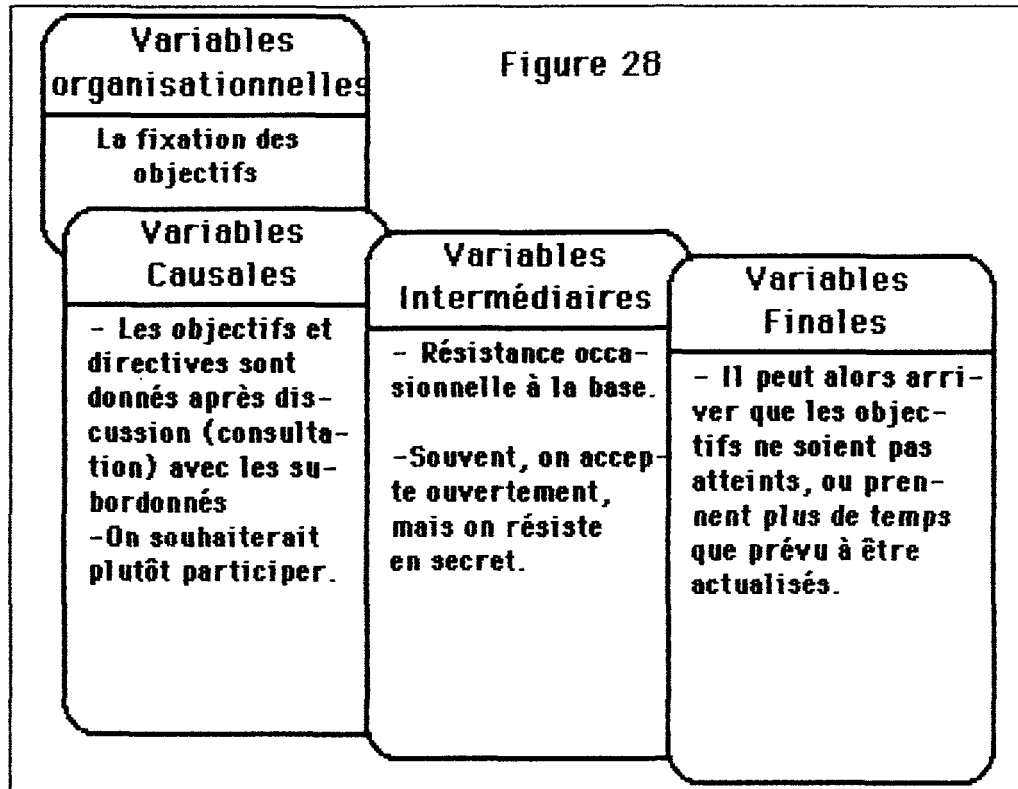 Figure 28
Variables
organisationnelles
La fixation des
objectifs
Variables
Causales
- Les objectifs et
directives sont
donnés après dis-
cussion (consulta-
tion) avec les su-
bordonnés
-On souhaiterait
plutôt participer.
Variables
Intermédiaires
- Résistance occa-
sionnelle à la base.
-Souvent, on accep-
te ouvertement,
mais on résiste
en secret.
Variables
Finales
- Il peut alors arri-
ver que les objec-
tifs ne soient pas
atteints, ou pren-
nent plus de temps
que prévu à être
actualisés.